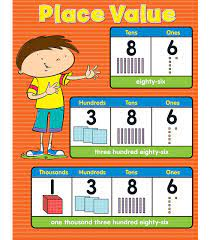 Place Value
Tens Ones
8 6
eighty-six
Hundreds Tens Ones
3 8 6
three hundred eighty-six
Thousands Hundreds Tens Ones
1 3 8 6
one thousand three hundred eighty-six